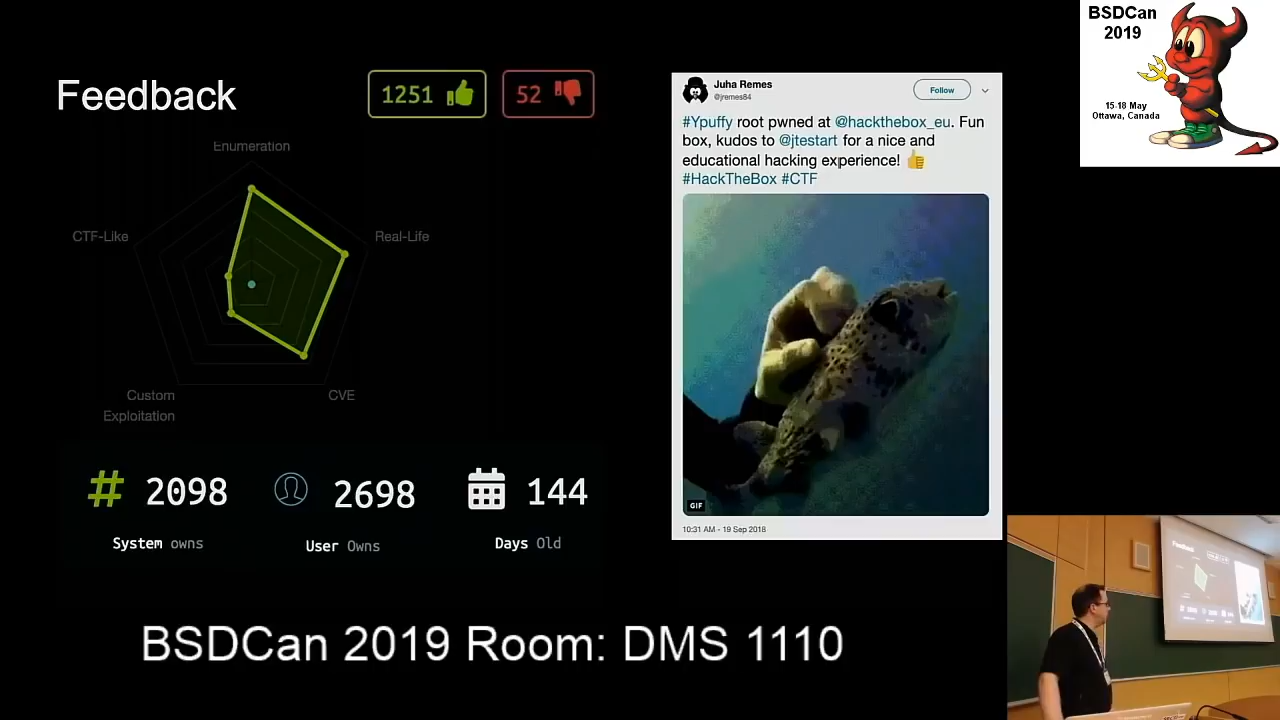 Feedback
1251
52
Enumeration
CTF-Like
Real-Life
Custom
Exploitation
CVE
# 2098
System owns
2698
User Owns
144
Days Old
Juha Remes
@jremes84
Follow
#Ypuffy root pwned at @hackthebox_eu. Fun
box, kudos to @jtestart for a nice and
educational hacking experience! 👍
#HackTheBox #CTF
GIF
10:31 AM - 19 Sep 2018
BSDCan
2019
15-18 May
Ottawa, Canada
Feedback
BSDCan 2019 Room: DMS 1110